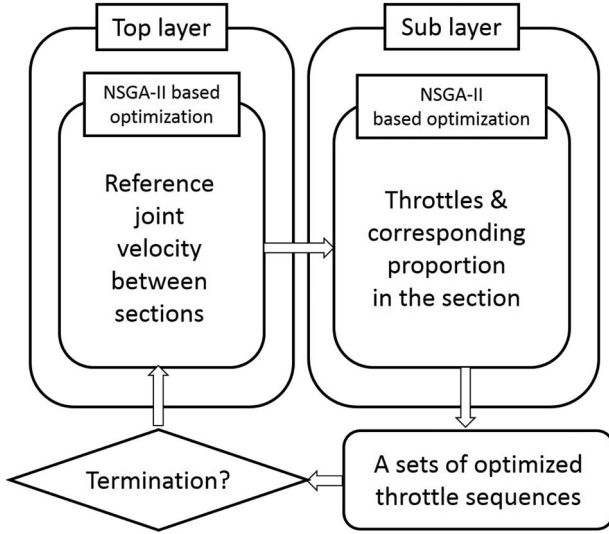 Top layer
NSGA-II based
optimization
Reference
joint
velocity
between
sections
Sub layer
NSGA-II
based optimization
Throttles &
corresponding
proportion
in the section
A sets of optimized
throttle sequences
Termination?